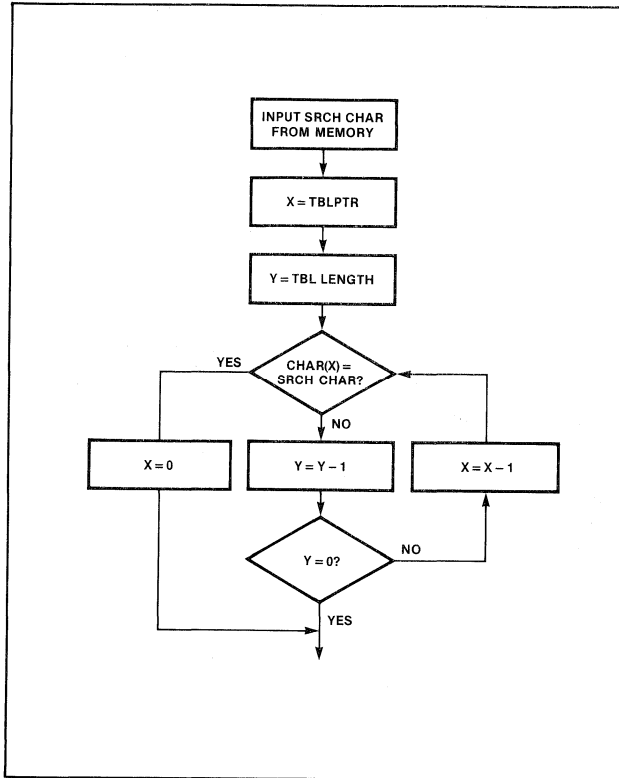 INPUT SRCH CHAR
FROM MEMORY
X = TBLPTR
Y = TBL LENGTH
CHAR(X) =
SRCH CHAR?
YES
NO
X = 0
Y = Y − 1
X = X − 1
Y = 0?
NO
YES